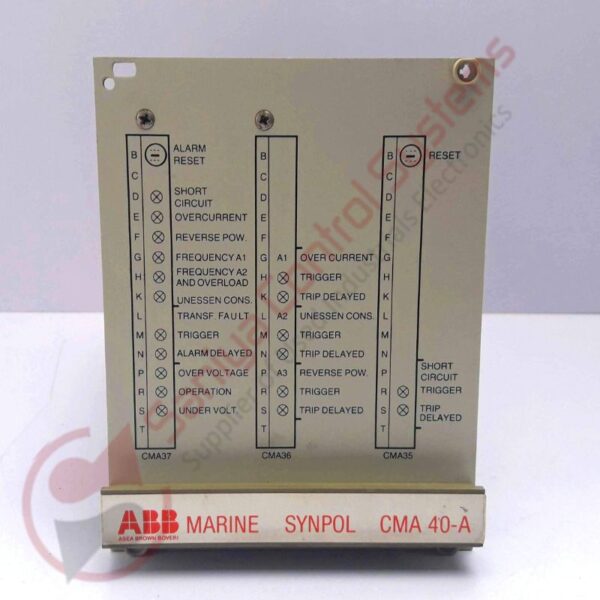 B ALARM
RESET
C
D SHORT
CIRCUIT
E OVERCURRENT
F REVERSE POW.
G FREQUENCY A1
H FREQUENCY A2
AND OVERLOAD
K UNESSEN CONS.
L TRANSF. FAULT
M TRIGGER
N ALARM DELAYED
P OVER VOLTAGE
R OPERATION
S UNDER VOLT.
T
CMA37
B
C
D
E
F
G A1 OVER CURRENT
H TRIGGER
K TRIP DELAYED
L A2 UNESSEN CONS.
M TRIGGER
N TRIP DELAYED
P A3 REVERSE POW.
R TRIGGER
S TRIP DELAYED
T
CMA36
B RESET
C
D
E
F
G
H
K
L
M
N
P SHORT
CIRCUIT
R TRIGGER
S TRIP
DELAYED
T
CMA35
ABB MARINE SYNPOL CMA 40-A
ASEA BROWN BOVERI
Samya Control Systems